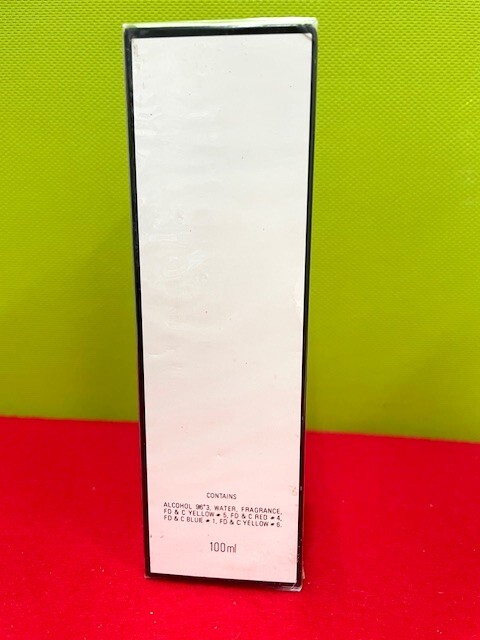 CONTAINS
ALCOHOL 96°3, WATER, FRAGRANCE,
FD & C YELLOW # 5, FD & C RED # 4,
FD & C BLUE # 1, FD & C YELLOW # 6.
100ml